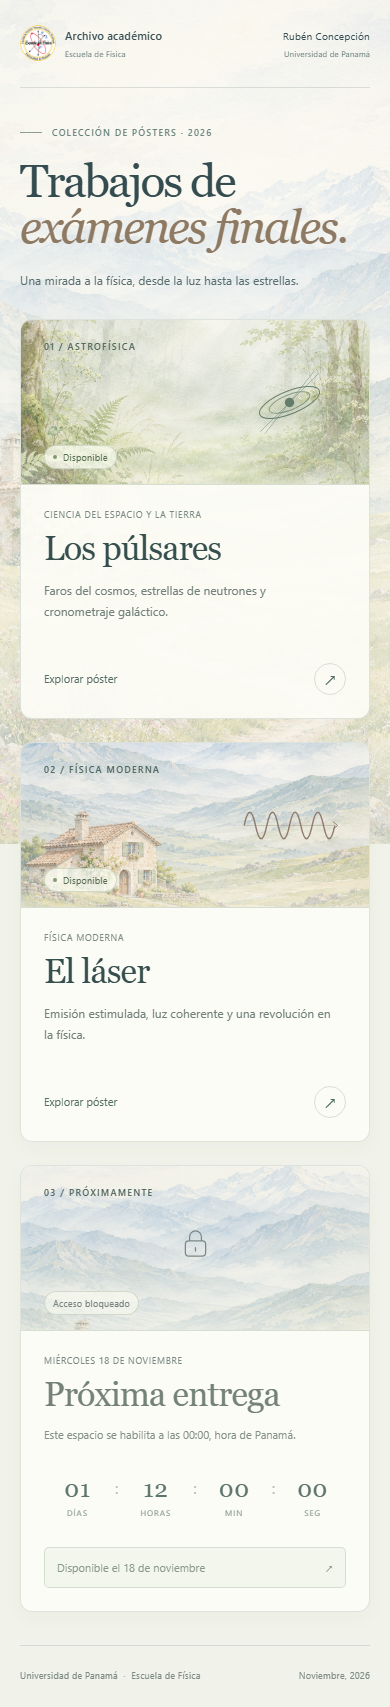 Archivo académico
Escuela de Física
Rubén Concepción
Universidad de Panamá
COLECCIÓN DE PÓSTERS · 2026
Trabajos de
exámenes finales.
Una mirada a la física, desde la luz hasta las estrellas.
01 / ASTROFÍSICA
Disponible
CIENCIA DEL ESPACIO Y LA TIERRA
Los púlsares
Faros del cosmos, estrellas de neutrones y
cronometraje galáctico.
Explorar póster ↗
02 / FÍSICA MODERNA
Disponible
FÍSICA MODERNA
El láser
Emisión estimulada, luz coherente y una revolución en
la física.
Explorar póster ↗
03 / PRÓXIMAMENTE
Acceso bloqueado
MIÉRCOLES 18 DE NOVIEMBRE
Próxima entrega
Este espacio se habilita a las 00:00, hora de Panamá.
01 : 12 : 00 : 00
DÍAS HORAS MIN SEG
Disponible el 18 de noviembre ↗
Universidad de Panamá · Escuela de Física
Noviembre, 2026